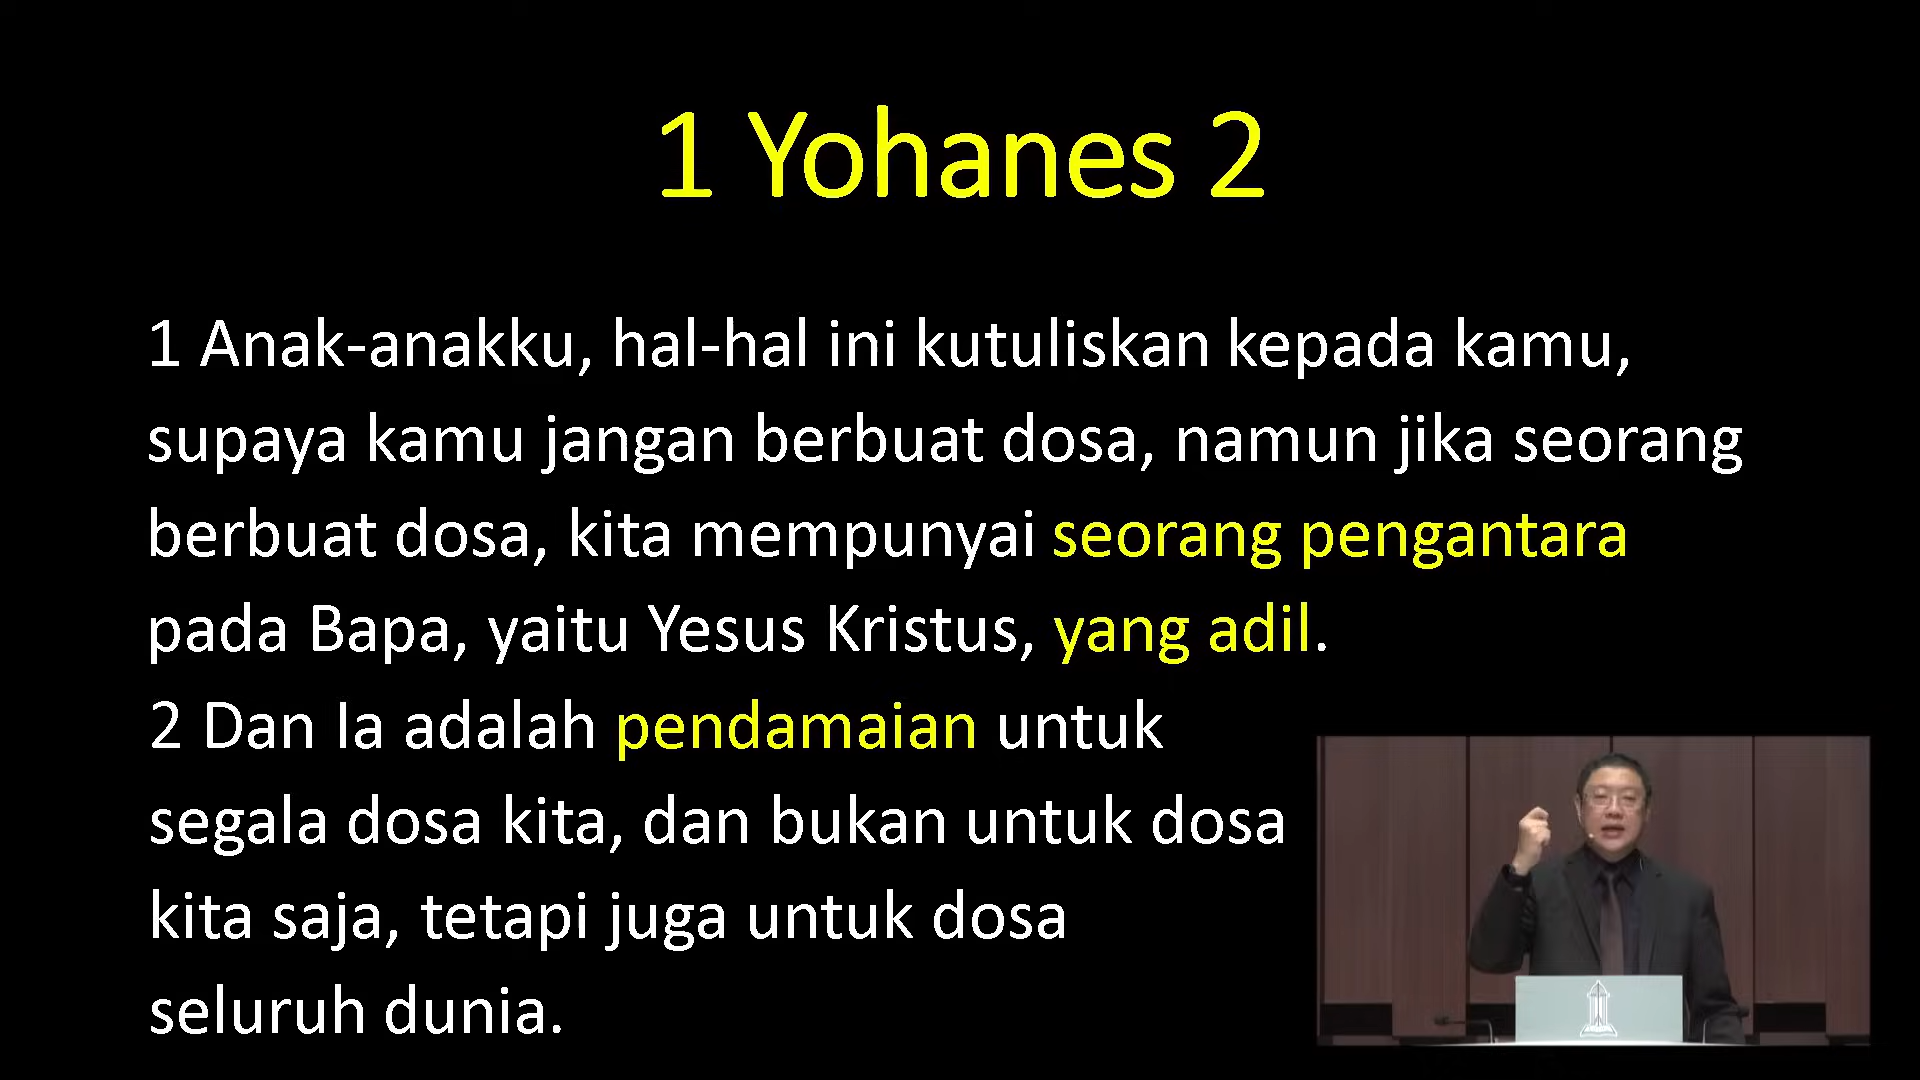 1 Yohanes 2
1 Anak-anakku, hal-hal ini kutuliskan kepada kamu,
supaya kamu jangan berbuat dosa, namun jika seorang
berbuat dosa, kita mempunyai seorang pengantara
pada Bapa, yaitu Yesus Kristus, yang adil.
2 Dan Ia adalah pendamaian untuk
segala dosa kita, dan bukan untuk dosa
kita saja, tetapi juga untuk dosa
seluruh dunia.